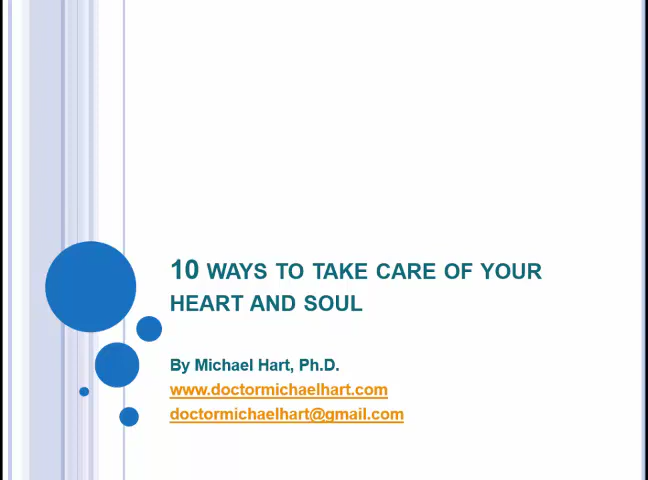 10 WAYS TO TAKE CARE OF YOUR
HEART AND SOUL
By Michael Hart, Ph.D.
www.doctormichaelhart.com
doctormichaelhart@gmail.com